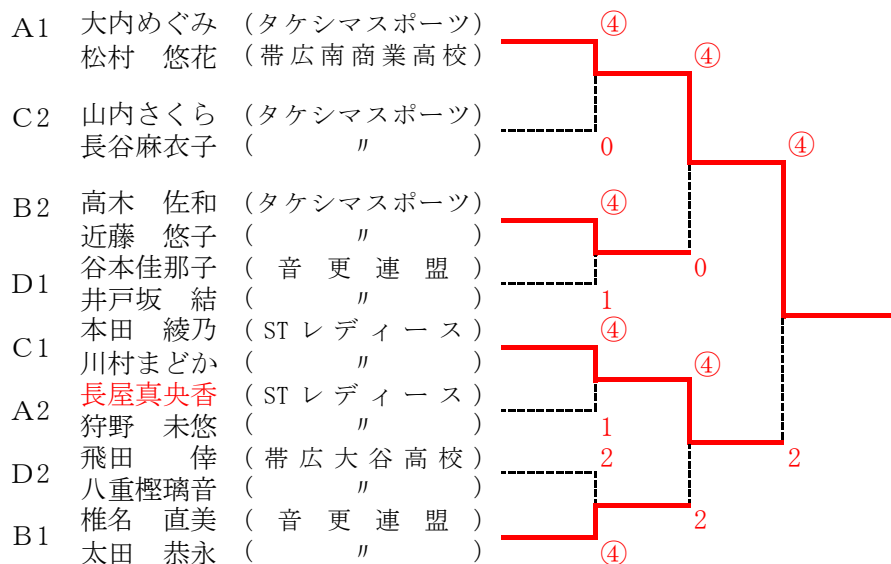 A1 大内めぐみ (タケシマスポーツ) ④
松村 悠花 (帯広南商業高校) ④
C2 山内さくら (タケシマスポーツ)
長谷麻衣子 ( 〃 ) 0 ④
B2 高木 佐和 (タケシマスポーツ) ④
近藤 悠子 ( 〃 )
谷本佳那子 ( 音更連盟 ) 0
D1 井戸坂 結 ( 〃 ) 1
本田 綾乃 (STレディース) ④
C1 川村まどか ( 〃 ) ④
長屋真央香 (STレディース)
A2 狩野 未悠 ( 〃 ) 1
飛田 倖 (帯広大谷高校) 2 2
D2 八重樫璃音 ( 〃 )
椎名 直美 ( 音更連盟 ) 2
B1 太田 恭永 ( 〃 ) ④